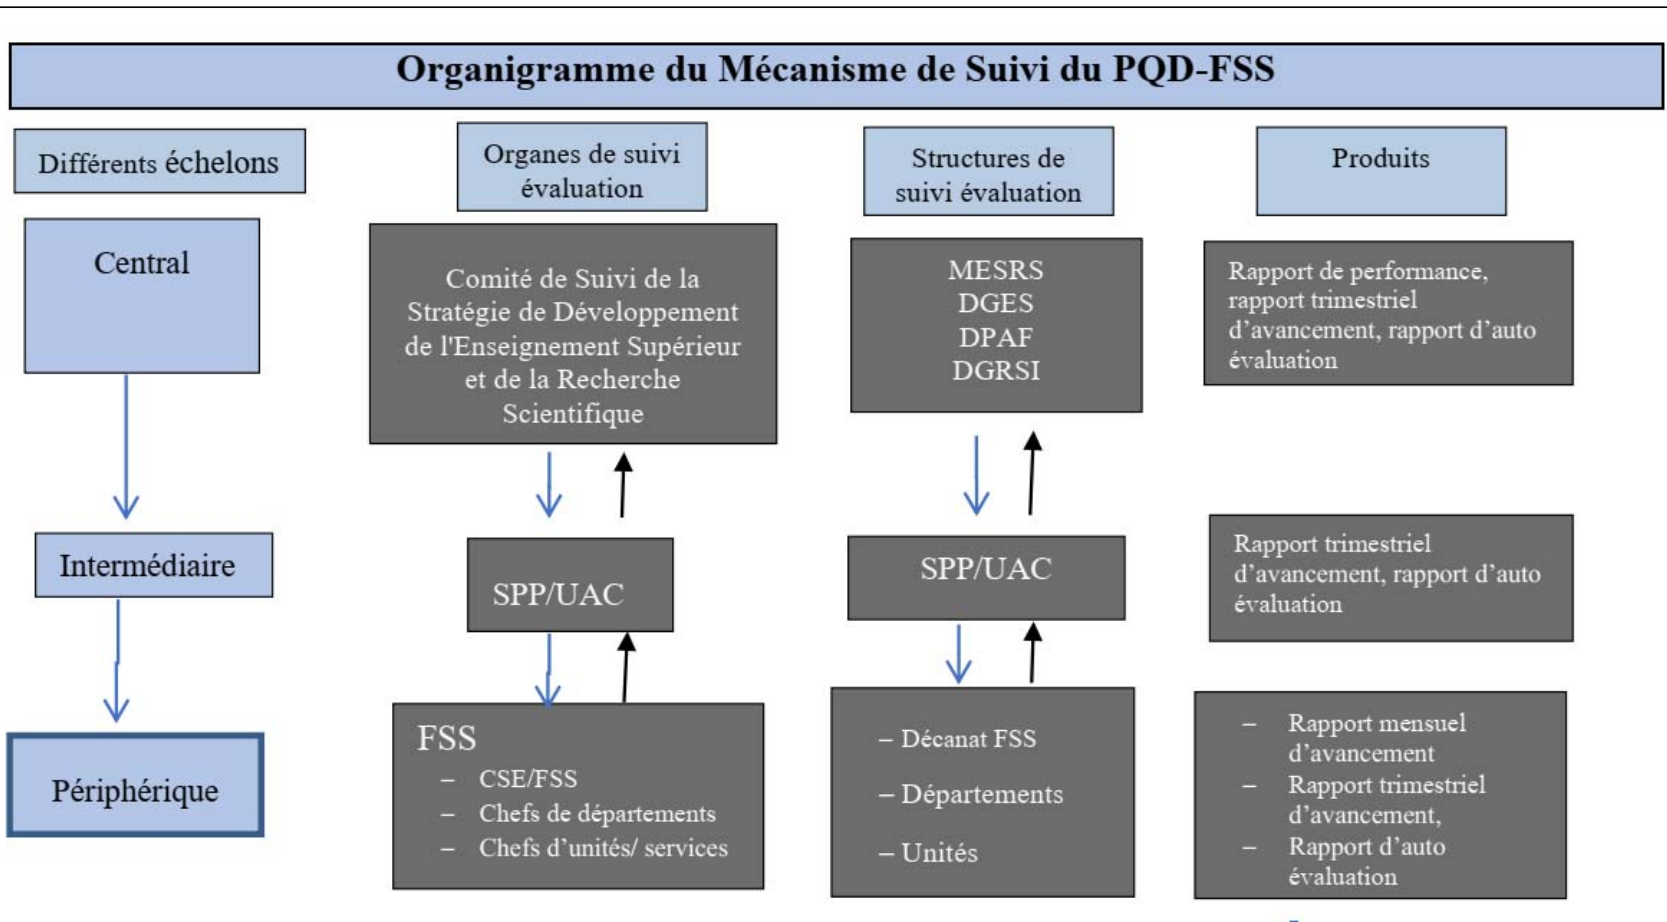 Organigramme du Mécanisme de Suivi du PQD-FSS
Différents échelons
Organes de suivi
évaluation
Structures de
suivi évaluation
Produits
Central
Comité de Suivi de la
Stratégie de Développement
de l'Enseignement Supérieur
et de la Recherche
Scientifique
MESRS
DGES
DPAF
DGRSI
Rapport de performance,
rapport trimestriel
d’avancement, rapport d’auto
évaluation
Intermédiaire
SPP/UAC
SPP/UAC
Rapport trimestriel
d’avancement, rapport d’auto
évaluation
Périphérique
FSS
– CSE/FSS
– Chefs de départements
– Chefs d’unités/ services
– Décanat FSS
– Départements
– Unités
– Rapport mensuel
d’avancement
– Rapport trimestriel
d’avancement,
– Rapport d’auto
évaluation